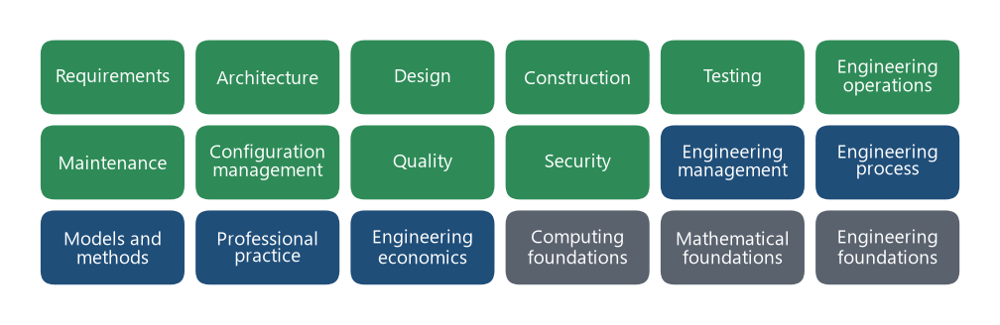 Requirements
Architecture
Design
Construction
Testing
Engineering
operations
Maintenance
Configuration
management
Quality
Security
Engineering
management
Engineering
process
Models and
methods
Professional
practice
Engineering
economics
Computing
foundations
Mathematical
foundations
Engineering
foundations